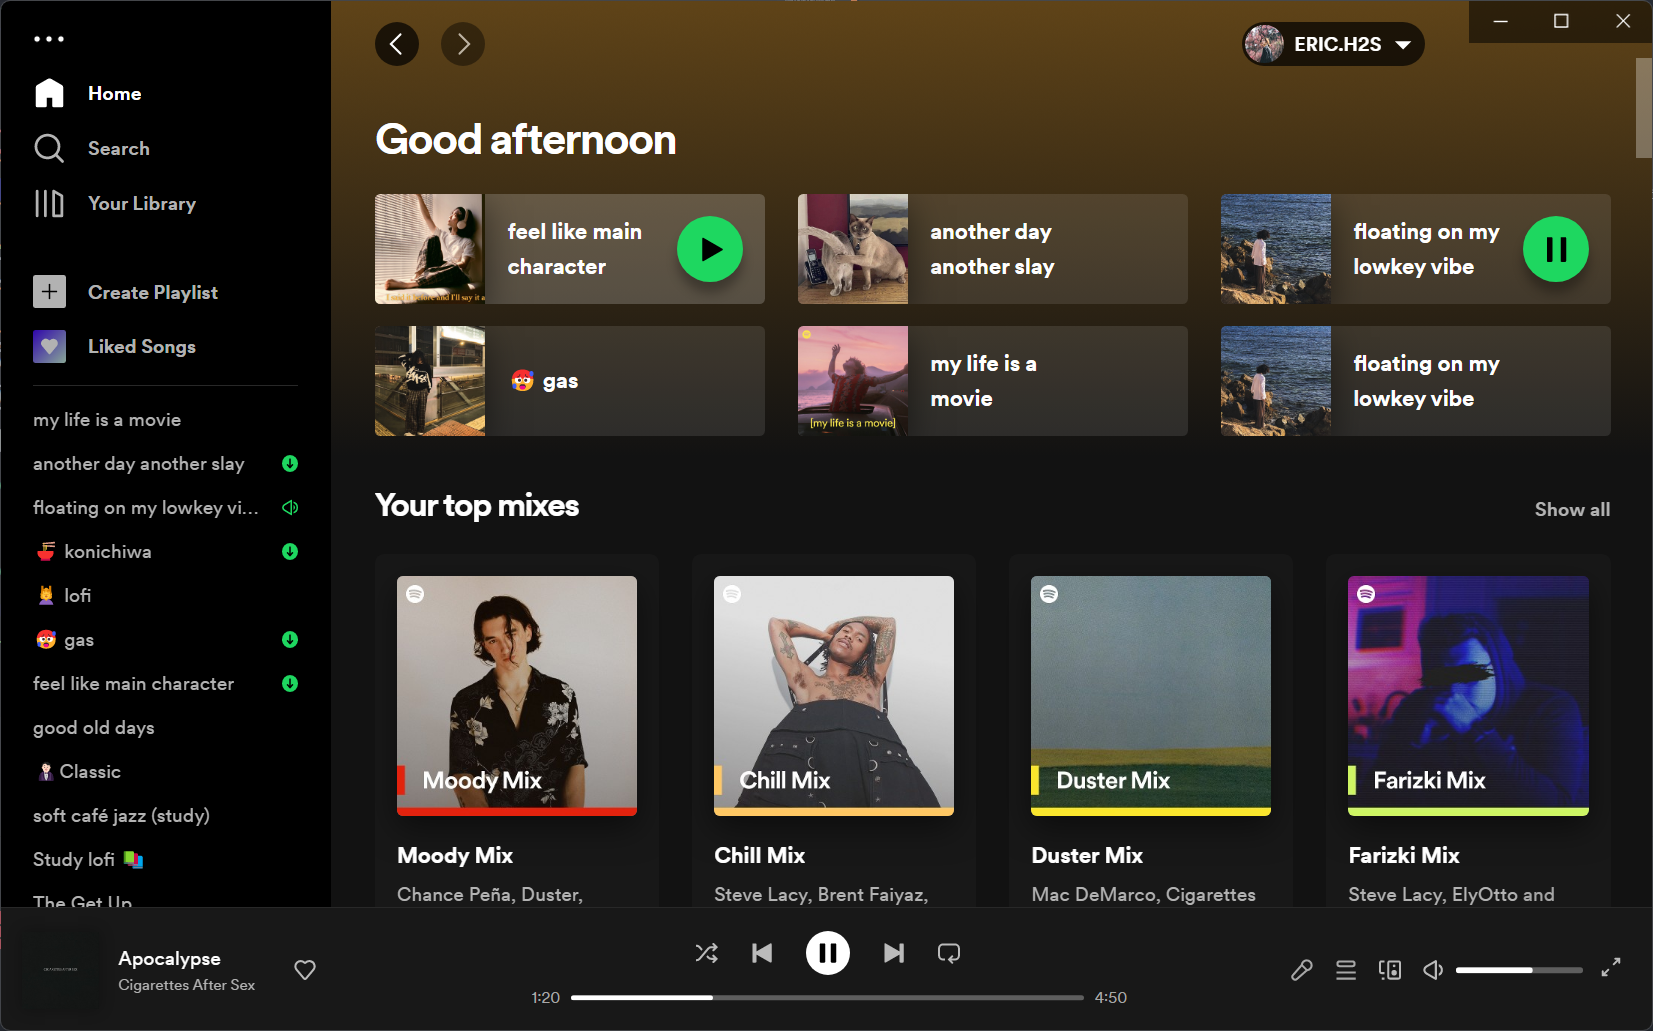 Home
Search
Your Library
Create Playlist
Liked Songs
my life is a movie
another day another slay
floating on my lowkey vi...
konichiwa
lofi
gas
feel like main character
good old days
Classic
soft café jazz (study)
Study lofi
The Get Up
ERIC.H2S
Good afternoon
feel like main
character
another day
another slay
floating on my
lowkey vibe
gas
my life is a
movie
[my life is a movie]
floating on my
lowkey vibe
Your top mixes
Show all
Moody Mix
Chill Mix
Duster Mix
Farizki Mix
Moody Mix
Chance Peña, Duster,
Chill Mix
Steve Lacy, Brent Faiyaz,
Duster Mix
Mac DeMarco, Cigarettes
Farizki Mix
Steve Lacy, ElyOtto and
Apocalypse
Cigarettes After Sex
1:20
4:50